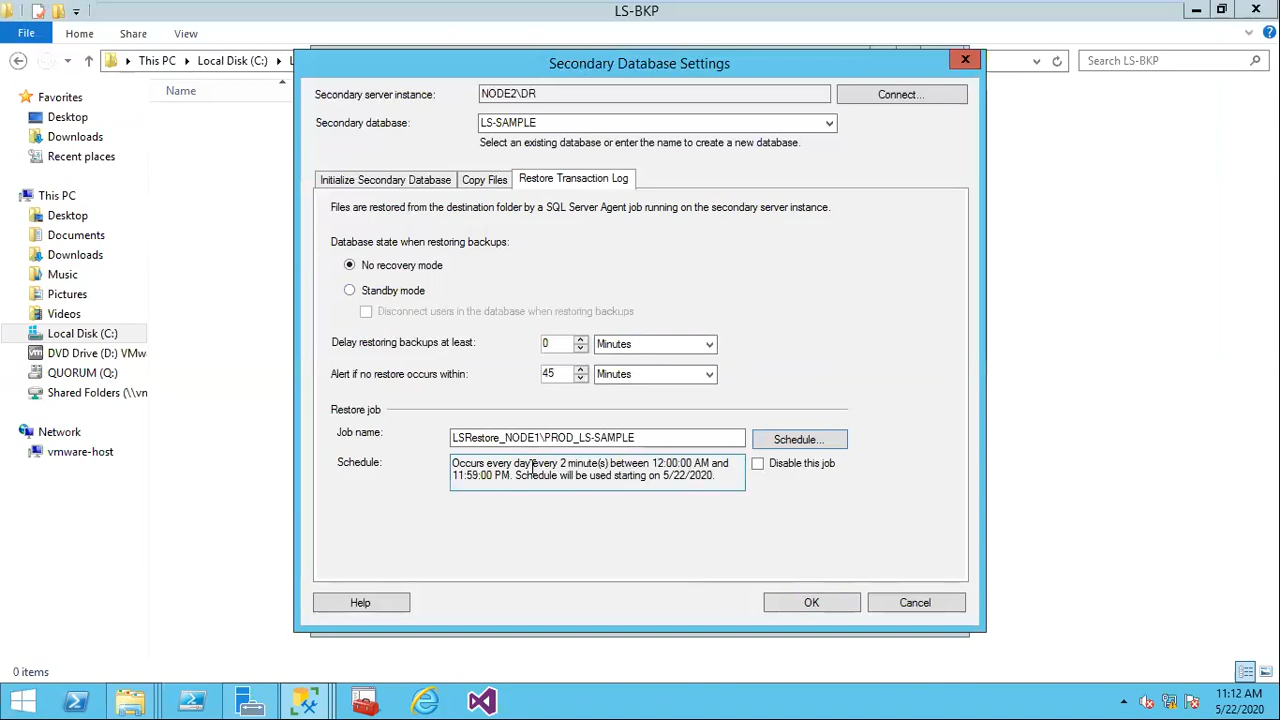 LS-BKP
File
Home
Share
View
This PC
Local Disk (C:)
Search LS-BKP
Favorites
Desktop
Downloads
Recent places
This PC
Desktop
Documents
Downloads
Music
Pictures
Videos
Local Disk (C:)
DVD Drive (D:) VMw
QUORUM (Q:)
Shared Folders (\\vn
Network
vmware-host
Name
Secondary Database Settings
Secondary server instance:
NODE2\DR
Connect...
Secondary database:
LS-SAMPLE
Select an existing database or enter the name to create a new database.
Initialize Secondary Database
Copy Files
Restore Transaction Log
Files are restored from the destination folder by a SQL Server Agent job running on the secondary server instance.
Database state when restoring backups:
No recovery mode
Standby mode
Disconnect users in the database when restoring backups
Delay restoring backups at least:
0
Minutes
Alert if no restore occurs within:
45
Minutes
Restore job
Job name:
LSRestore_NODE1\PROD_LS-SAMPLE
Schedule...
Schedule:
Occurs every day every 2 minute(s) between 12:00:00 AM and
11:59:00 PM. Schedule will be used starting on 5/22/2020.
Disable this job
Help
OK
Cancel
0 items
11:12 AM
5/22/2020